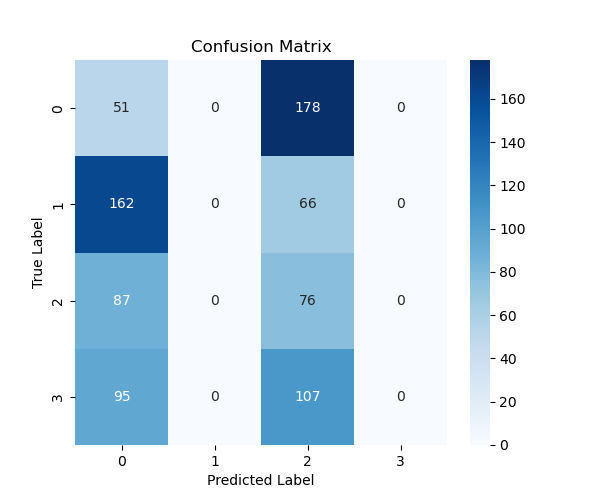 Confusion Matrix
True Label
0 51 0 178 0
1 162 0 66 0
2 87 0 76 0
3 95 0 107 0
0 1 2 3
Predicted Label
160
140
120
100
80
60
40
20
0